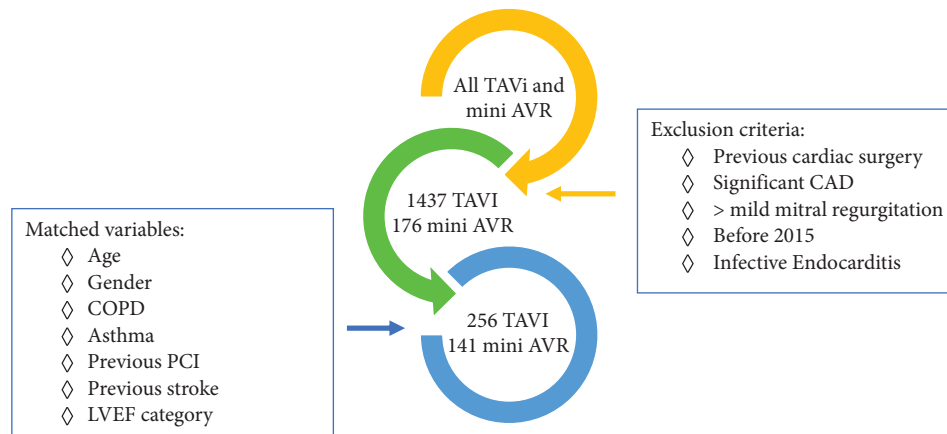 All TAVi and
mini AVR
Exclusion criteria:
◊ Previous cardiac surgery
◊ Significant CAD
◊ > mild mitral regurgitation
◊ Before 2015
◊ Infective Endocarditis
1437 TAVI
176 mini AVR
Matched variables:
◊ Age
◊ Gender
◊ COPD
◊ Asthma
◊ Previous PCI
◊ Previous stroke
◊ LVEF category
256 TAVI
141 mini AVR